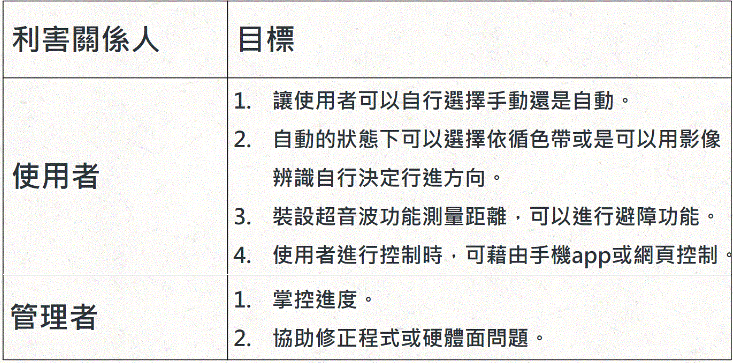 利害關係人
目標
使用者
1. 讓使用者可以自行選擇手動還是自動。
2. 自動的狀態下可以選擇依循色帶或是可以用影像
辨識自行決定行進方向。
3. 裝設超音波功能測量距離，可以進行避障功能。
4. 使用者進行控制時，可藉由手機app或網頁控制。
管理者
1. 掌控進度。
2. 協助修正程式或硬體面問題。